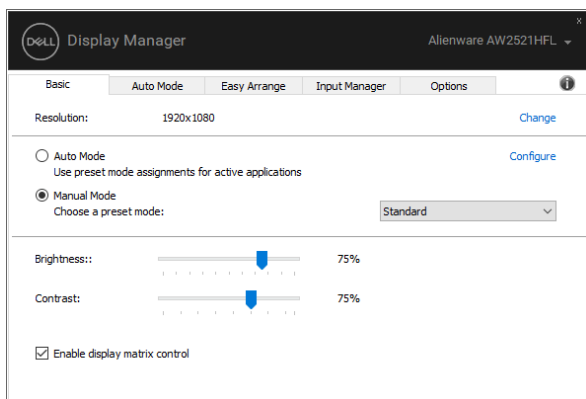 x
DELL Display Manager
Alienware AW2521HFL
Basic Auto Mode Easy Arrange Input Manager Options i
Resolution: 1920x1080 Change
Auto Mode Configure
Use preset mode assignments for active applications
Manual Mode
Choose a preset mode: Standard
Brightness:: 75%
Contrast: 75%
Enable display matrix control